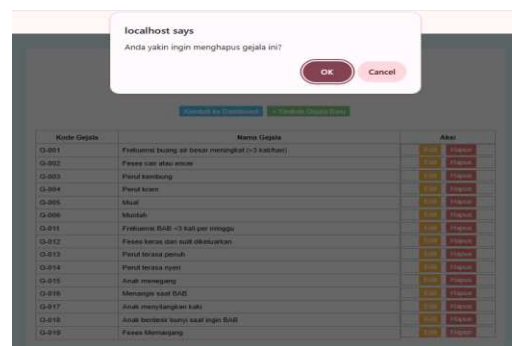 localhost says
Anda yakin ingin menghapus gejala ini?
OK Cancel
Kembali ke Dashboard + Tambah Gejala Baru
Kode Gejala Nama Gejala Aksi
G-001 Frekuensi buang air besar meningkat (>3 kali/hari) Edit Hapus
G-002 Feses cair atau encer Edit Hapus
G-003 Perut kembung Edit Hapus
G-004 Perut kram Edit Hapus
G-005 Mual Edit Hapus
G-006 Muntah Edit Hapus
G-011 Frekuensi BAB <3 kali per minggu Edit Hapus
G-012 Feses keras dan sulit dikeluarkan Edit Hapus
G-013 Perut terasa penuh Edit Hapus
G-014 Perut terasa nyeri Edit Hapus
G-015 Anak menegang Edit Hapus
G-016 Menangis saat BAB Edit Hapus
G-017 Anak menyilangkan kaki Edit Hapus
G-018 Anak berdesis bunyi saat ingin BAB Edit Hapus
G-019 Feses Memanjang Edit Hapus